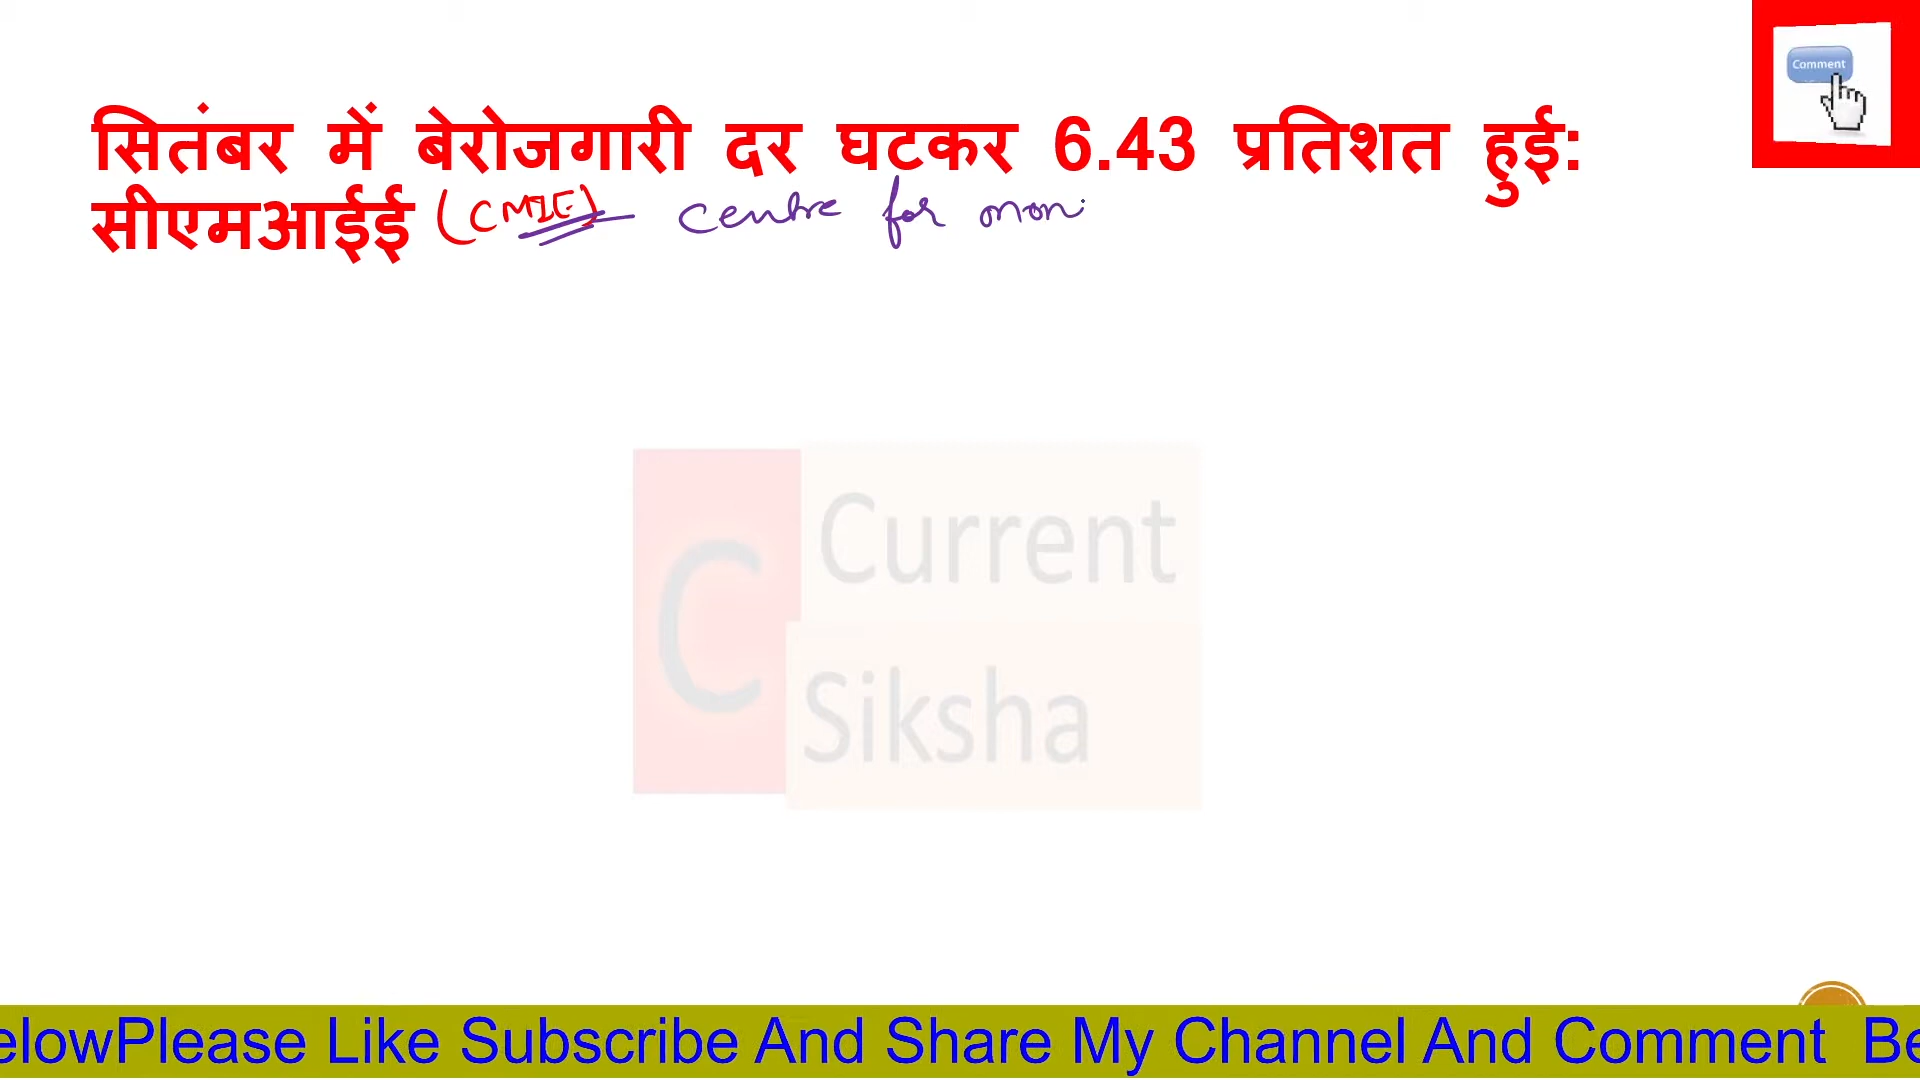 Comment
सितंबर में बेरोजगारी दर घटकर 6.43 प्रतिशत हुई:
सीएमआईई (CMIE) centre for mon
Current
Siksha
elowPlease Like Subscribe And Share My Channel And Comment Be